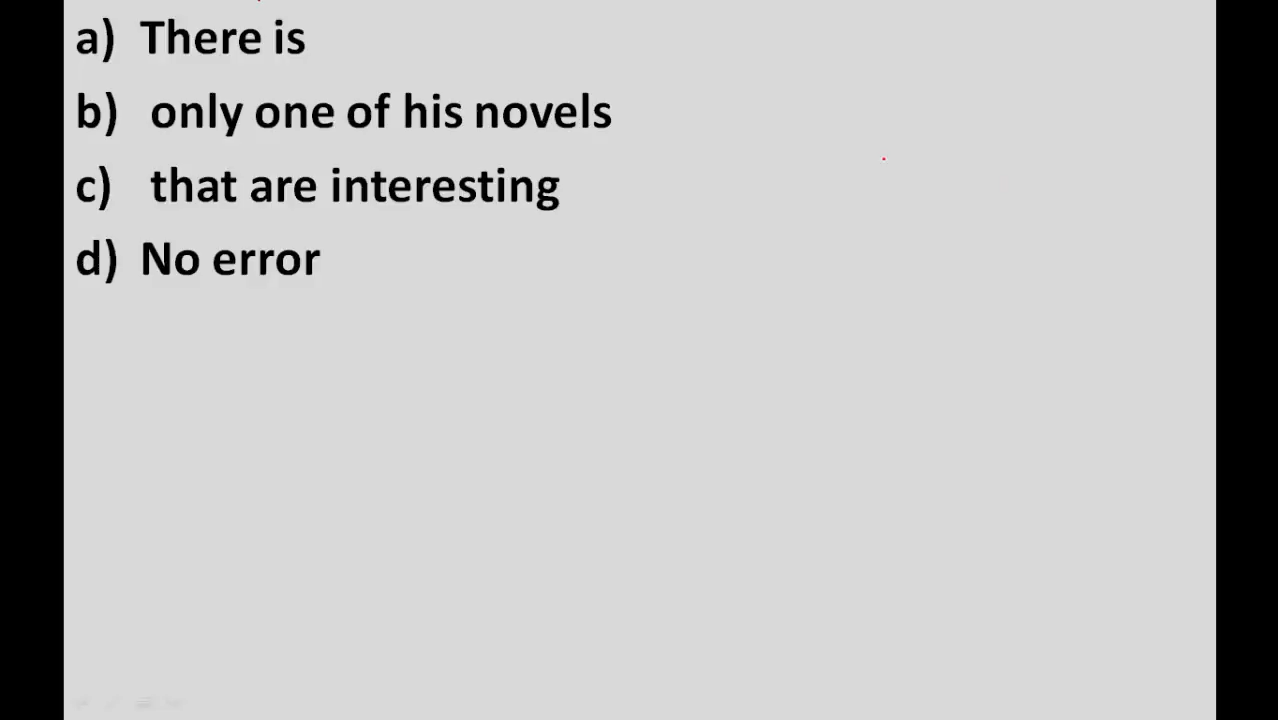 a) There is
b) only one of his novels
c) that are interesting
d) No error